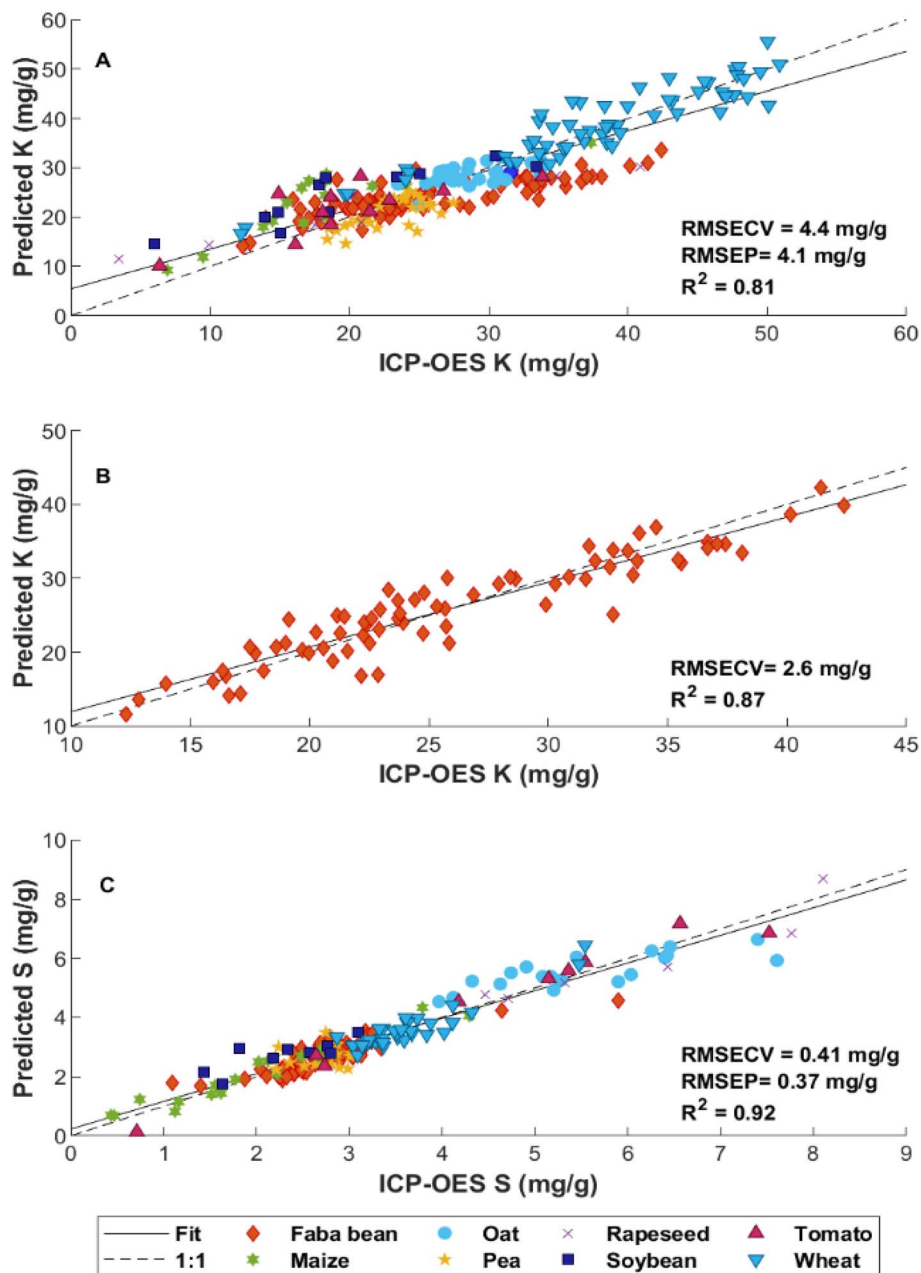 A
Predicted K (mg/g)
60
50
40
30
20
10
0
RMSECV = 4.4 mg/g
RMSEP= 4.1 mg/g
R² = 0.81
0 10 20 30 40 50 60
ICP-OES K (mg/g)
B
Predicted K (mg/g)
50
40
30
20
10
RMSECV= 2.6 mg/g
R² = 0.87
10 15 20 25 30 35 40 45
ICP-OES K (mg/g)
C
Predicted S (mg/g)
10
8
6
4
2
0
RMSECV = 0.41 mg/g
RMSEP= 0.37 mg/g
R² = 0.92
0 1 2 3 4 5 6 7 8 9
ICP-OES S (mg/g)
Fit Faba bean Oat Rapeseed Tomato
1:1 Maize Pea Soybean Wheat